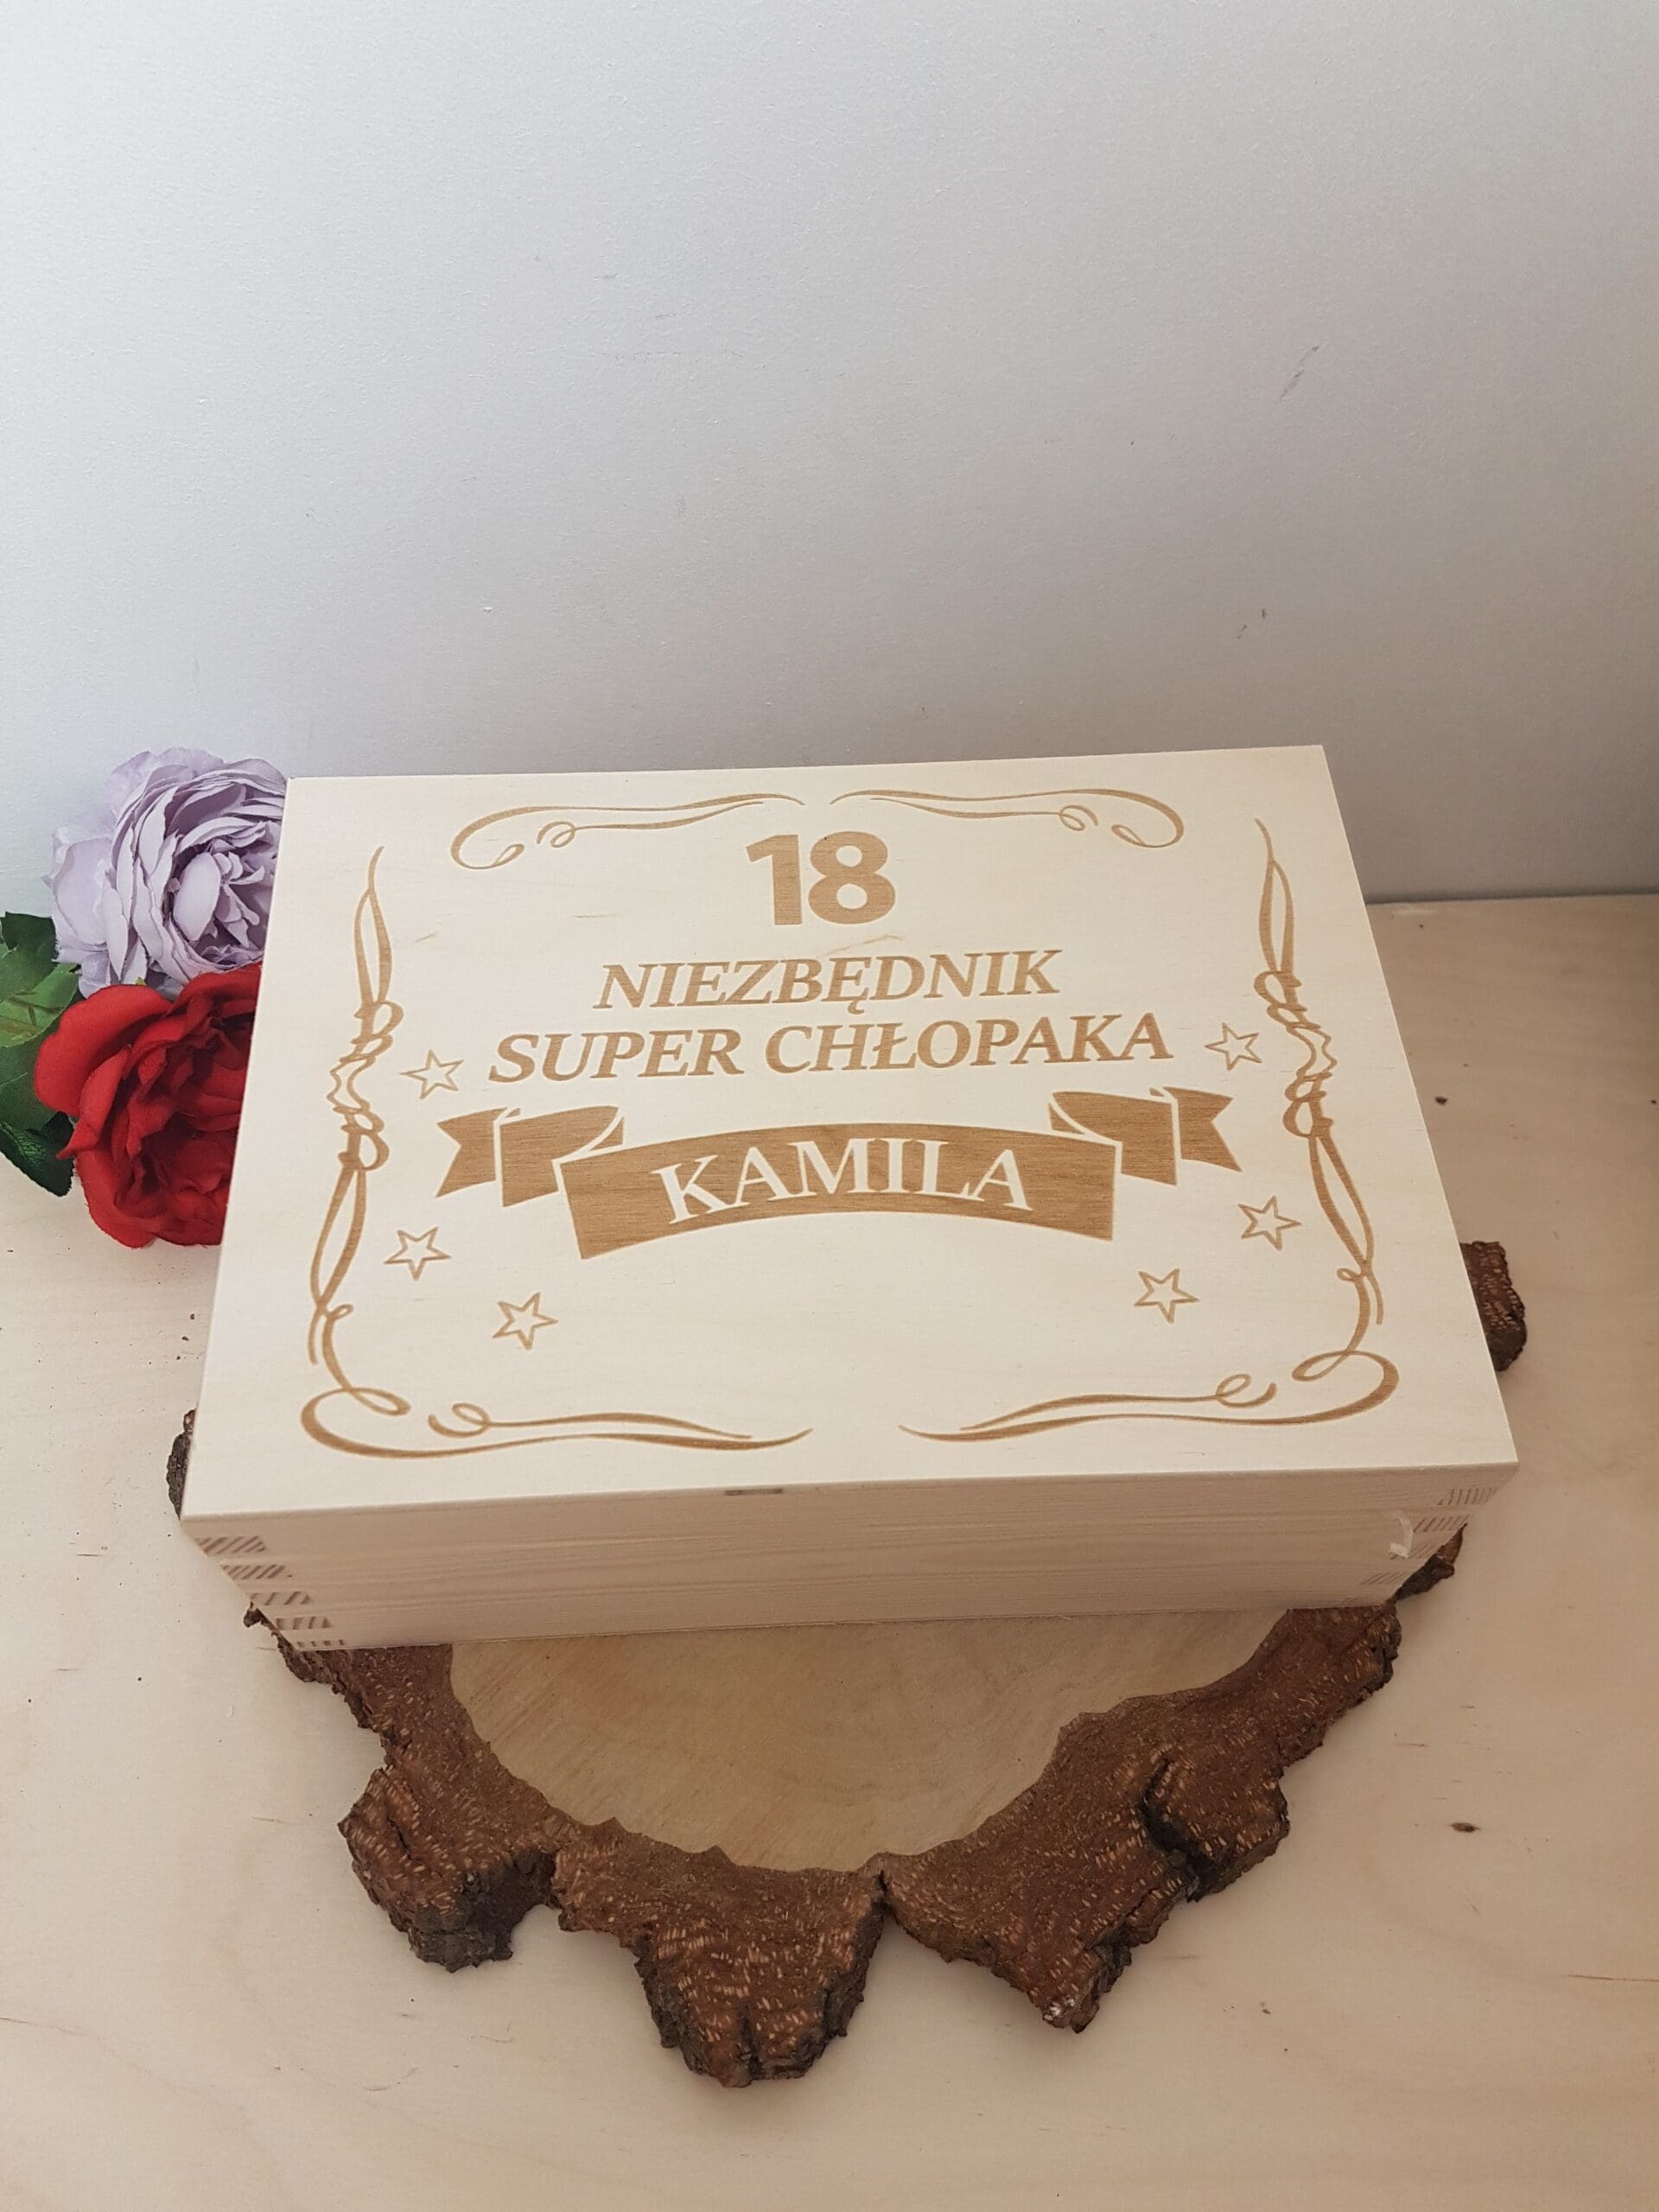 18
NIEZBĘDNIK
SUPER CHŁOPAKA
KAMILA